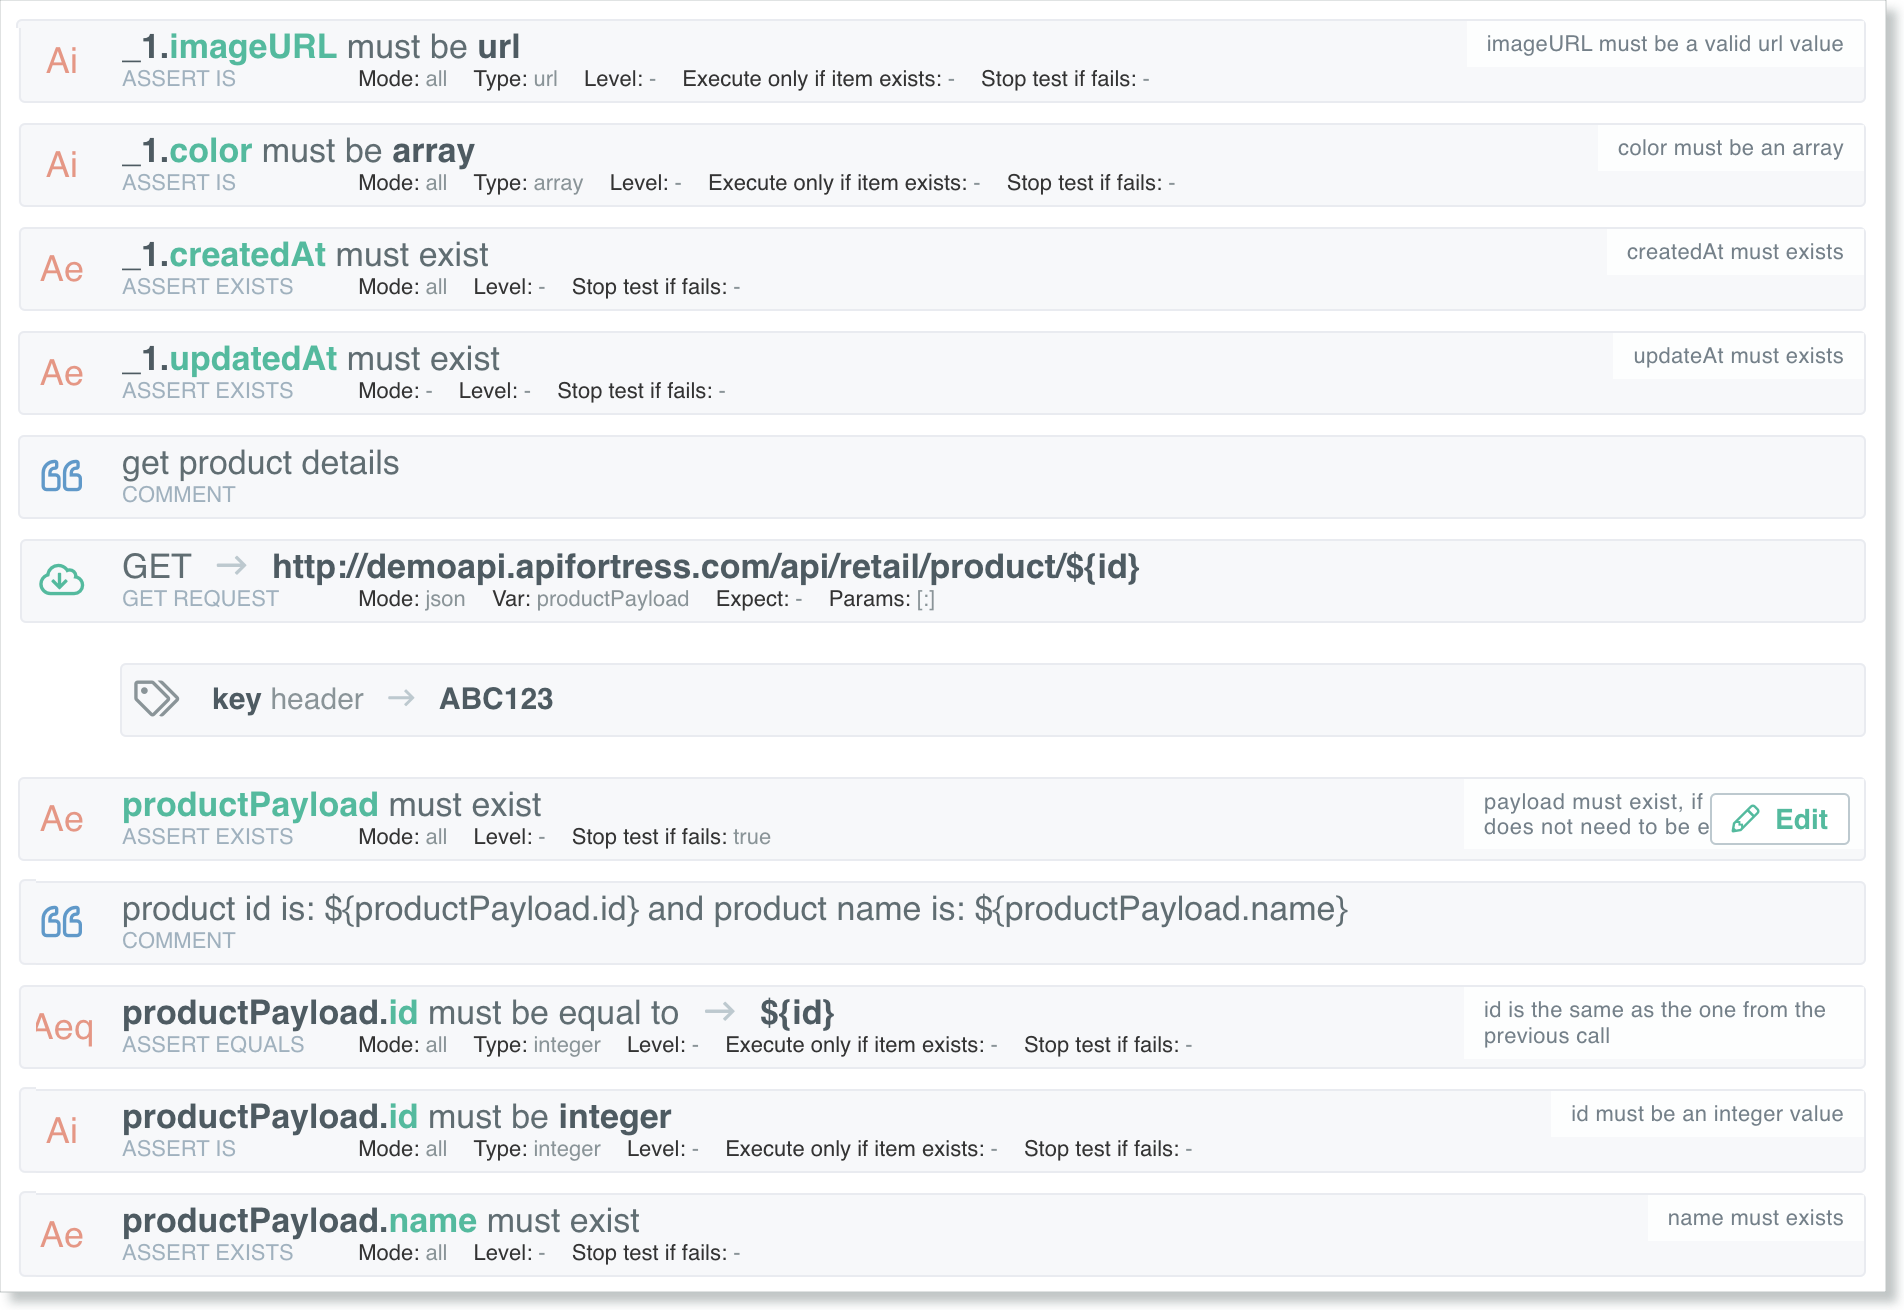 Ai _1.imageURL must be url imageURL must be a valid url value
ASSERT IS Mode: all Type: url Level: - Execute only if item exists: - Stop test if fails: -
Ai _1.color must be array color must be an array
ASSERT IS Mode: all Type: array Level: - Execute only if item exists: - Stop test if fails: -
Ae _1.createdAt must exist createdAt must exists
ASSERT EXISTS Mode: all Level: - Stop test if fails: -
Ae _1.updatedAt must exist updateAt must exists
ASSERT EXISTS Mode: - Level: - Stop test if fails: -
get product details
COMMENT
GET → http://demoapi.apifortress.com/api/retail/product/${id}
GET REQUEST Mode: json Var: productPayload Expect: - Params: [:]
key header → ABC123
Ae productPayload must exist
ASSERT EXISTS Mode: all Level: - Stop test if fails: true
payload must exist, if
does not need to be e
Edit
product id is: ${productPayload.id} and product name is: ${productPayload.name}
COMMENT
Aeq productPayload.id must be equal to → ${id}
ASSERT EQUALS Mode: all Type: integer Level: - Execute only if item exists: - Stop test if fails: -
id is the same as the one from the
previous call
Ai productPayload.id must be integer id must be an integer value
ASSERT IS Mode: all Type: integer Level: - Execute only if item exists: - Stop test if fails: -
Ae productPayload.name must exist name must exists
ASSERT EXISTS Mode: all Level: - Stop test if fails: -